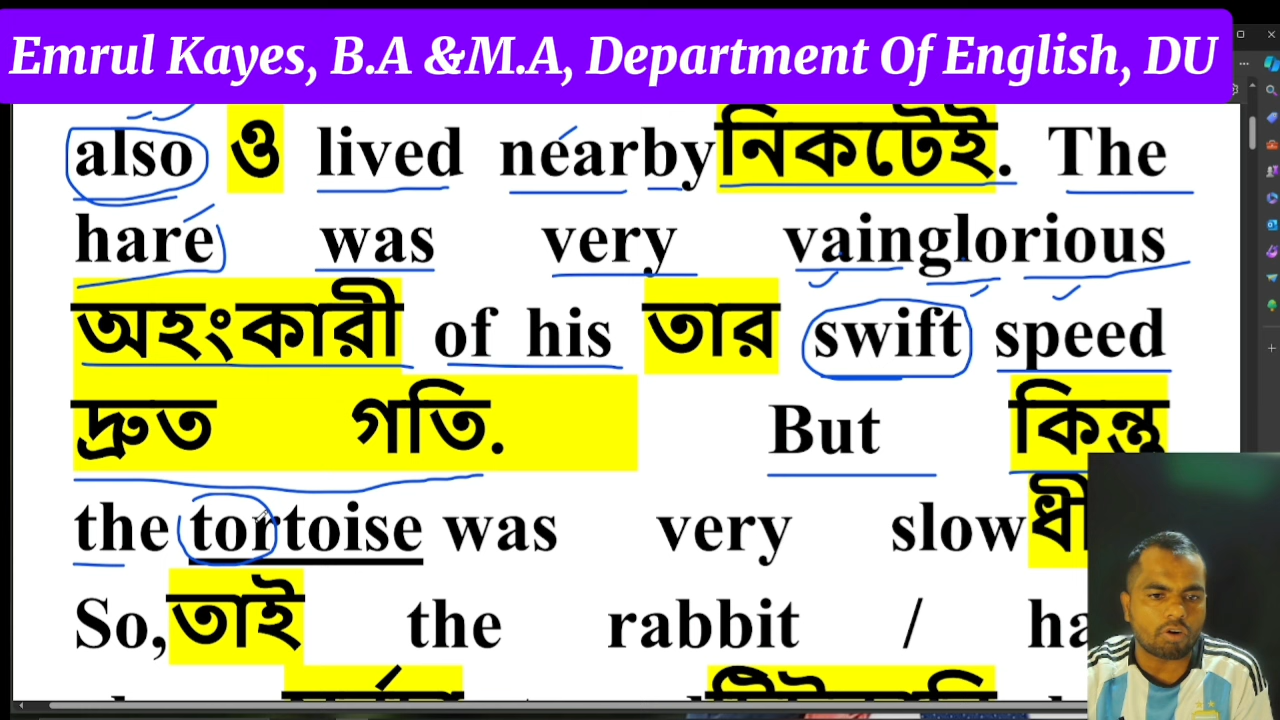 Emrul Kayes, B.A &M.A, Department Of English, DU
also ও lived nearby নিকটেই. The
hare was very vainglorious
অহংকারী of his তার swift speed
দ্রুত গতি. But কিন্তু
the tortoise was very slow
So, তাই the rabbit /